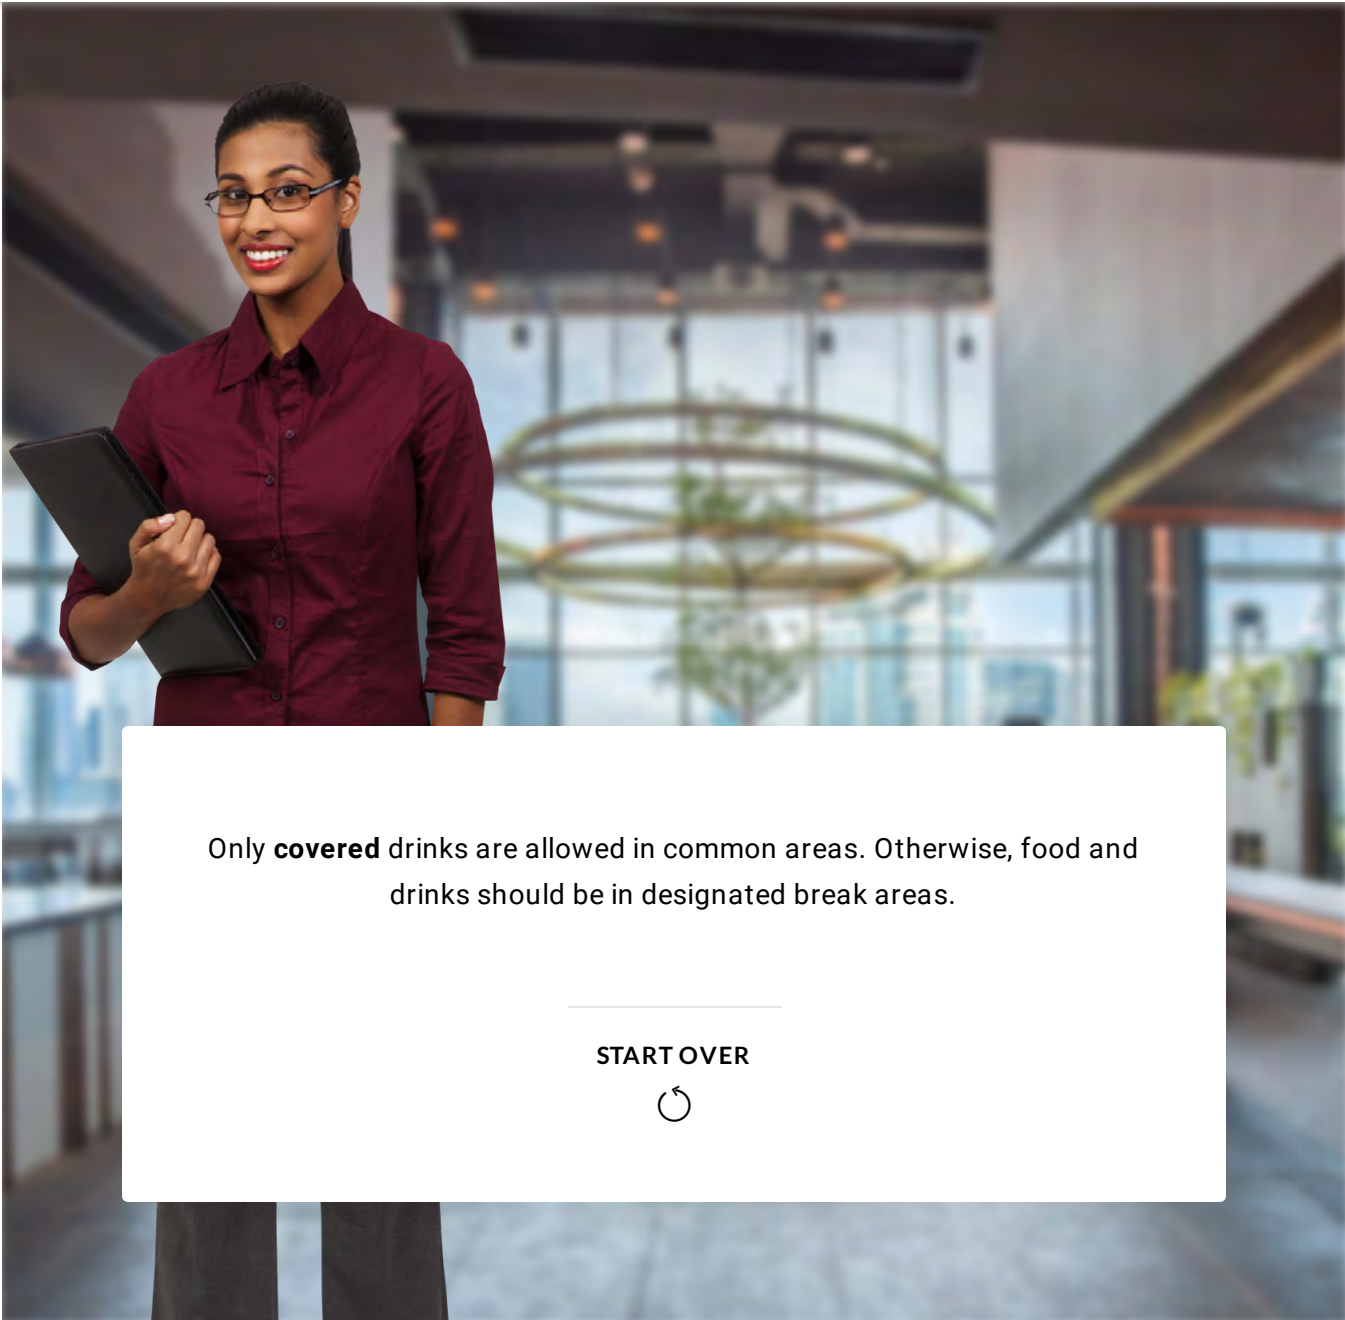 Only covered drinks are allowed in common areas. Otherwise, food and
drinks should be in designated break areas.
START OVER